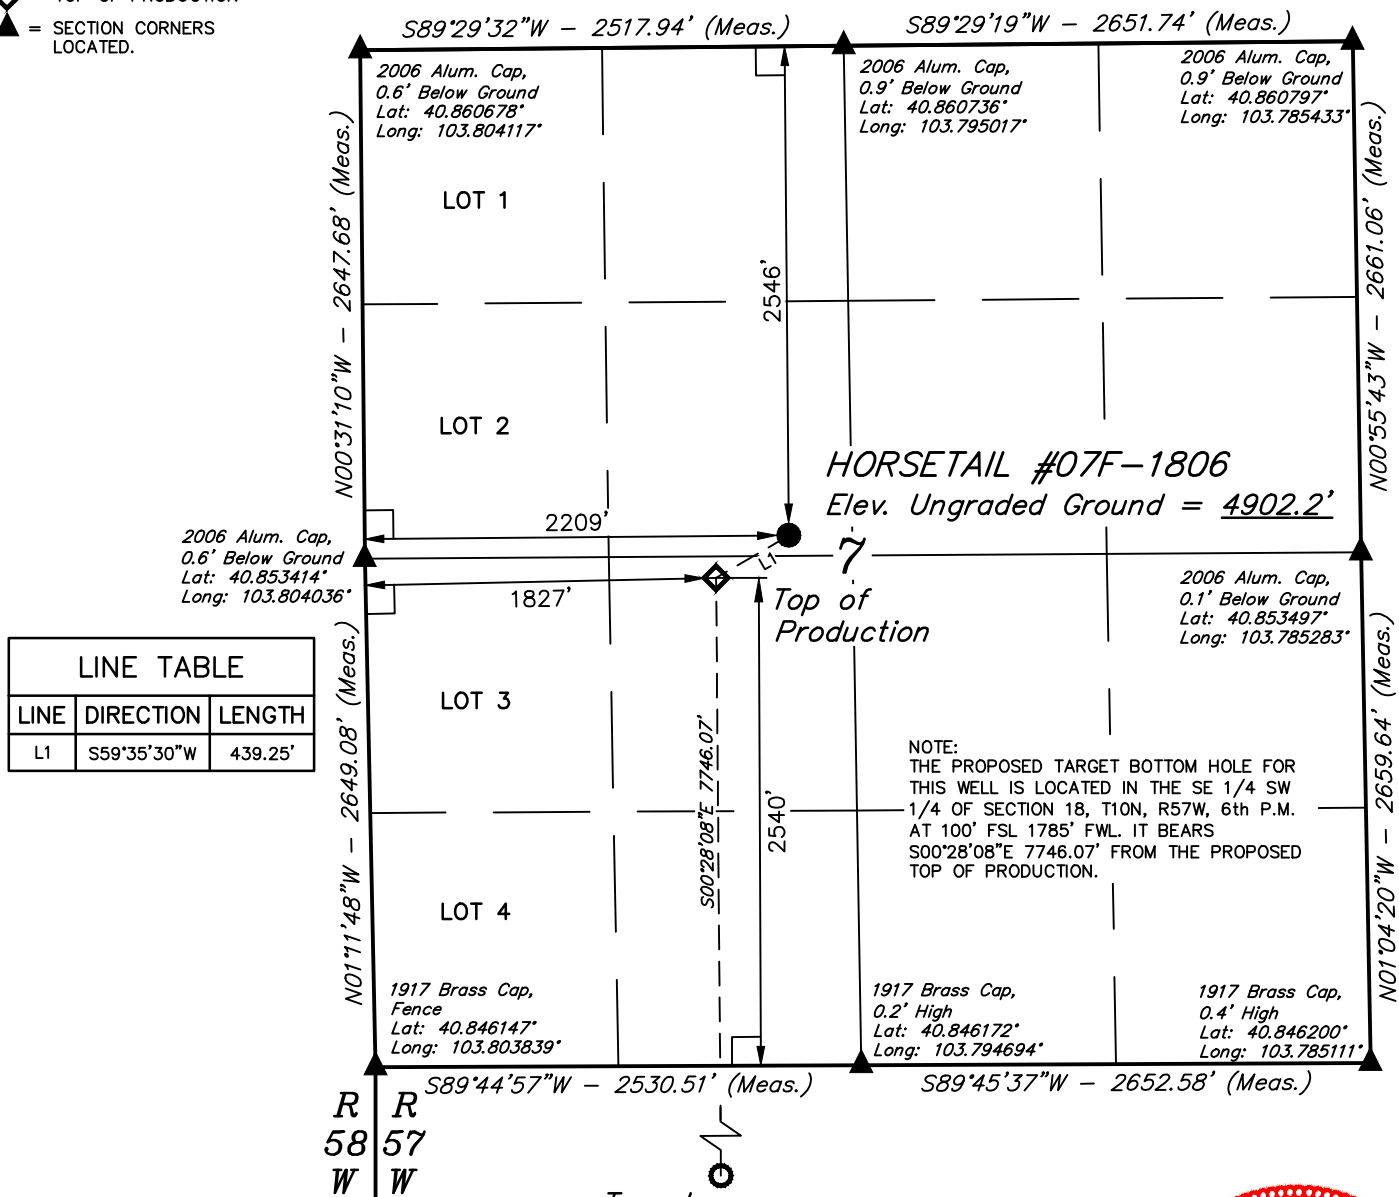 = SECTION CORNERS
LOCATED.
S89°29'32"W - 2517.94' (Meas.)
S89°29'19"W - 2651.74' (Meas.)
2006 Alum. Cap,
0.6' Below Ground
Lat: 40.860678°
Long: 103.804117°
2006 Alum. Cap,
0.9' Below Ground
Lat: 40.860736°
Long: 103.795017°
2006 Alum. Cap,
0.9' Below Ground
Lat: 40.860797°
Long: 103.785433°
N00°31'10"W - 2647.68' (Meas.)
N00°55'43"W - 2661.06' (Meas.)
LOT 1
2546'
LOT 2
HORSETAIL #07F-1806
Elev. Ungraded Ground = 4902.2'
2209'
7
L1
2006 Alum. Cap,
0.6' Below Ground
Lat: 40.853414°
Long: 103.804036°
1827'
Top of
Production
2006 Alum. Cap,
0.1' Below Ground
Lat: 40.853497°
Long: 103.785283°
LINE TABLE
LINE DIRECTION LENGTH
L1 S59°35'30"W 439.25'
N01°11'48"W - 2649.08' (Meas.)
N01°04'20"W - 2659.64' (Meas.)
LOT 3
S00°28'08"E 7746.07'
2540'
NOTE:
THE PROPOSED TARGET BOTTOM HOLE FOR
THIS WELL IS LOCATED IN THE SE 1/4 SW
1/4 OF SECTION 18, T10N, R57W, 6th P.M.
AT 100' FSL 1785' FWL. IT BEARS
S00°28'08"E 7746.07' FROM THE PROPOSED
TOP OF PRODUCTION.
LOT 4
1917 Brass Cap,
Fence
Lat: 40.846147°
Long: 103.803839°
1917 Brass Cap,
0.2' High
Lat: 40.846172°
Long: 103.794694°
1917 Brass Cap,
0.4' High
Lat: 40.846200°
Long: 103.785111°
S89°44'57"W - 2530.51' (Meas.)
S89°45'37"W - 2652.58' (Meas.)
R R
58 57
W W